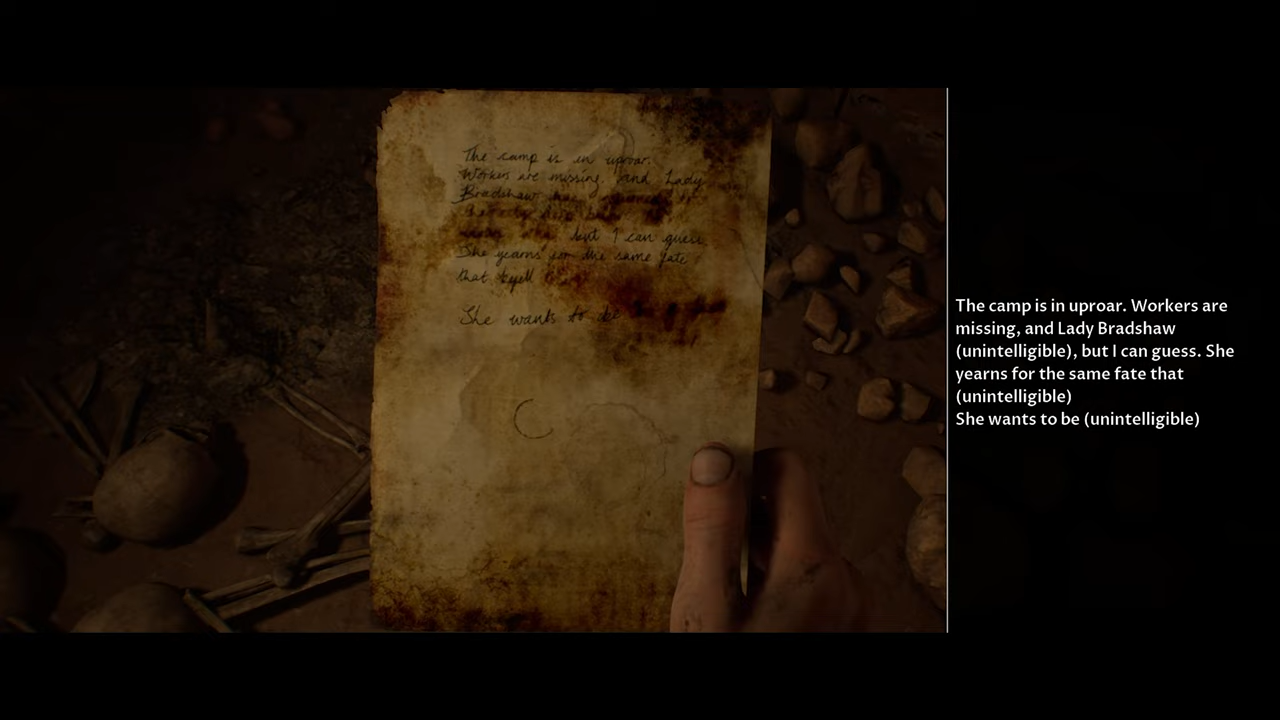 The camp is in uproar.
Workers are missing, and Lady
Bradshaw
but I can guess.
She yearns for the same fate
that
She wants to be
The camp is in uproar. Workers are
missing, and Lady Bradshaw
(unintelligible), but I can guess. She
yearns for the same fate that
(unintelligible)
She wants to be (unintelligible)